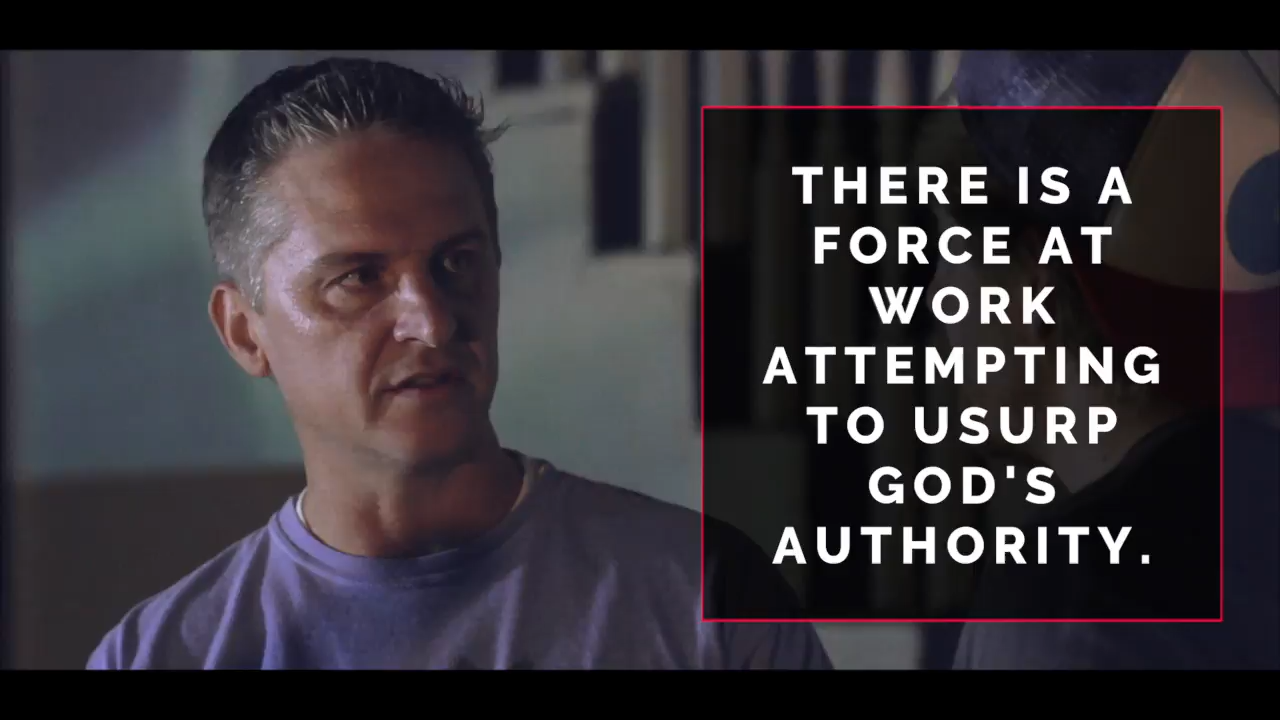 THERE IS A
FORCE AT
WORK
ATTEMPTING
TO USURP
GOD'S
AUTHORITY.